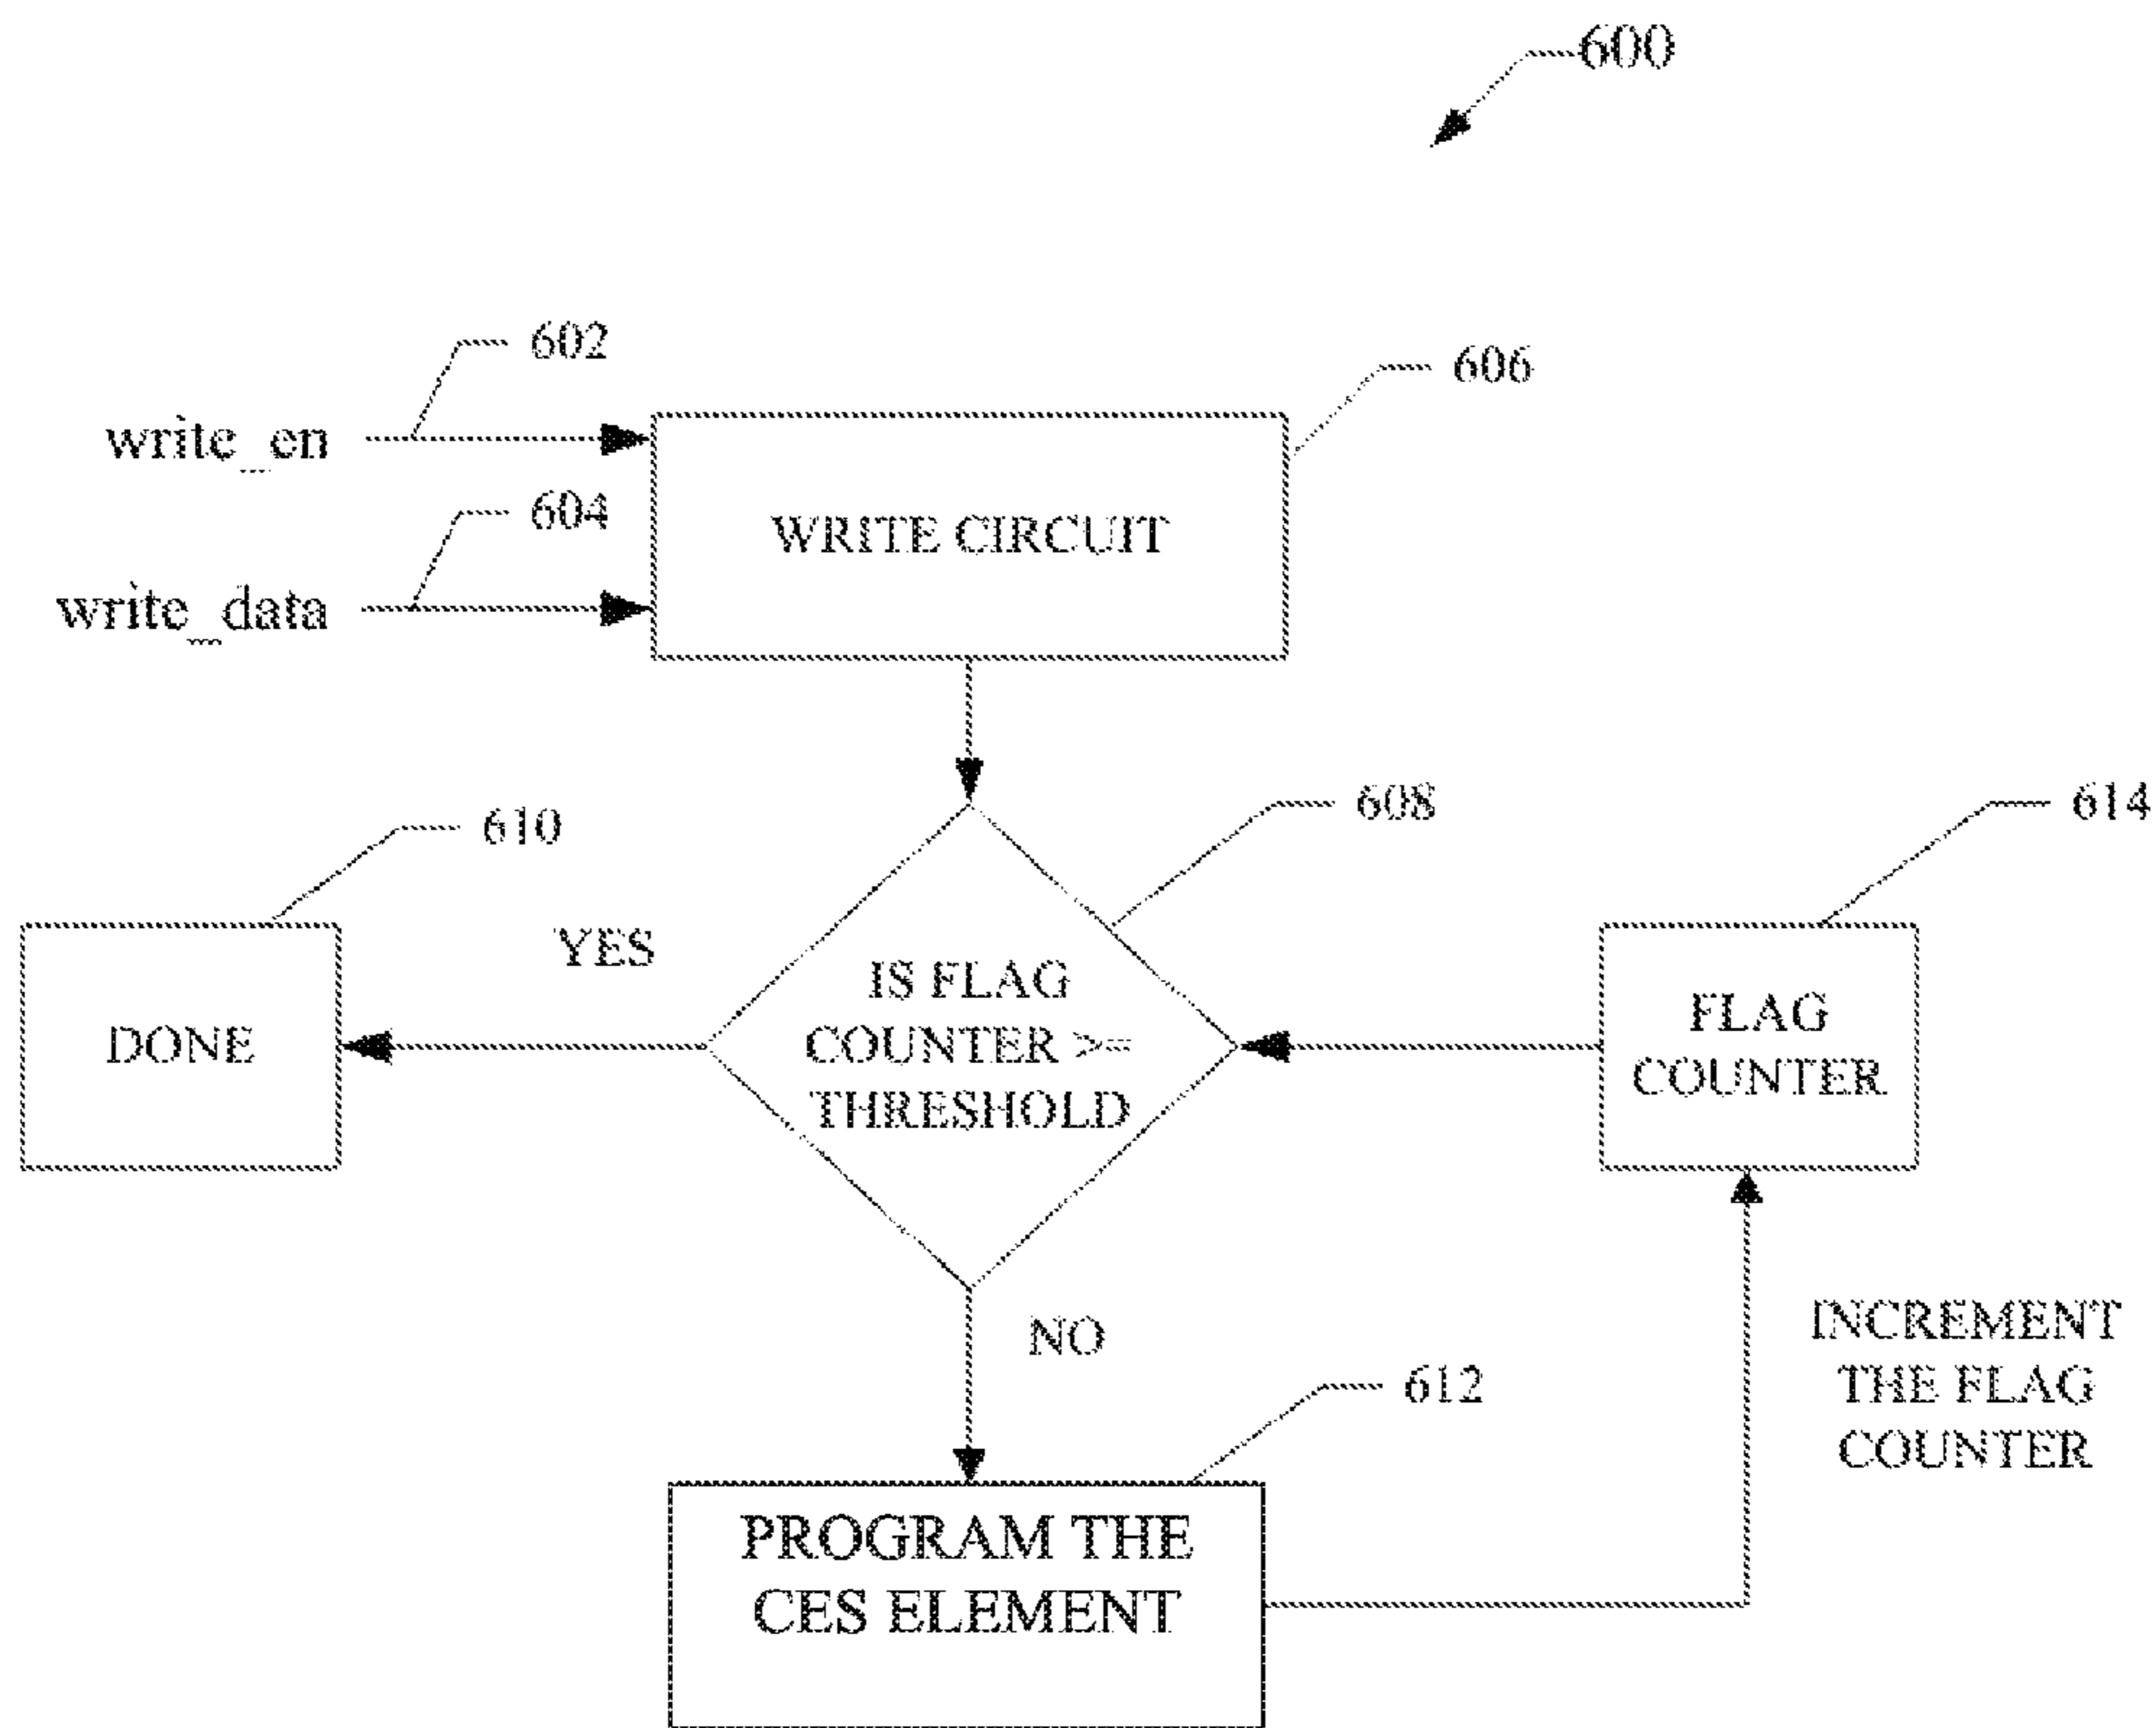 600
602
write_en
606
604
write_data
WRITE CIRCUIT
608
614
610
YES
IS FLAG
COUNTER >=
THRESHOLD
DONE
FLAG
COUNTER
NO
INCREMENT
THE FLAG
COUNTER
612
PROGRAM THE
CES ELEMENT